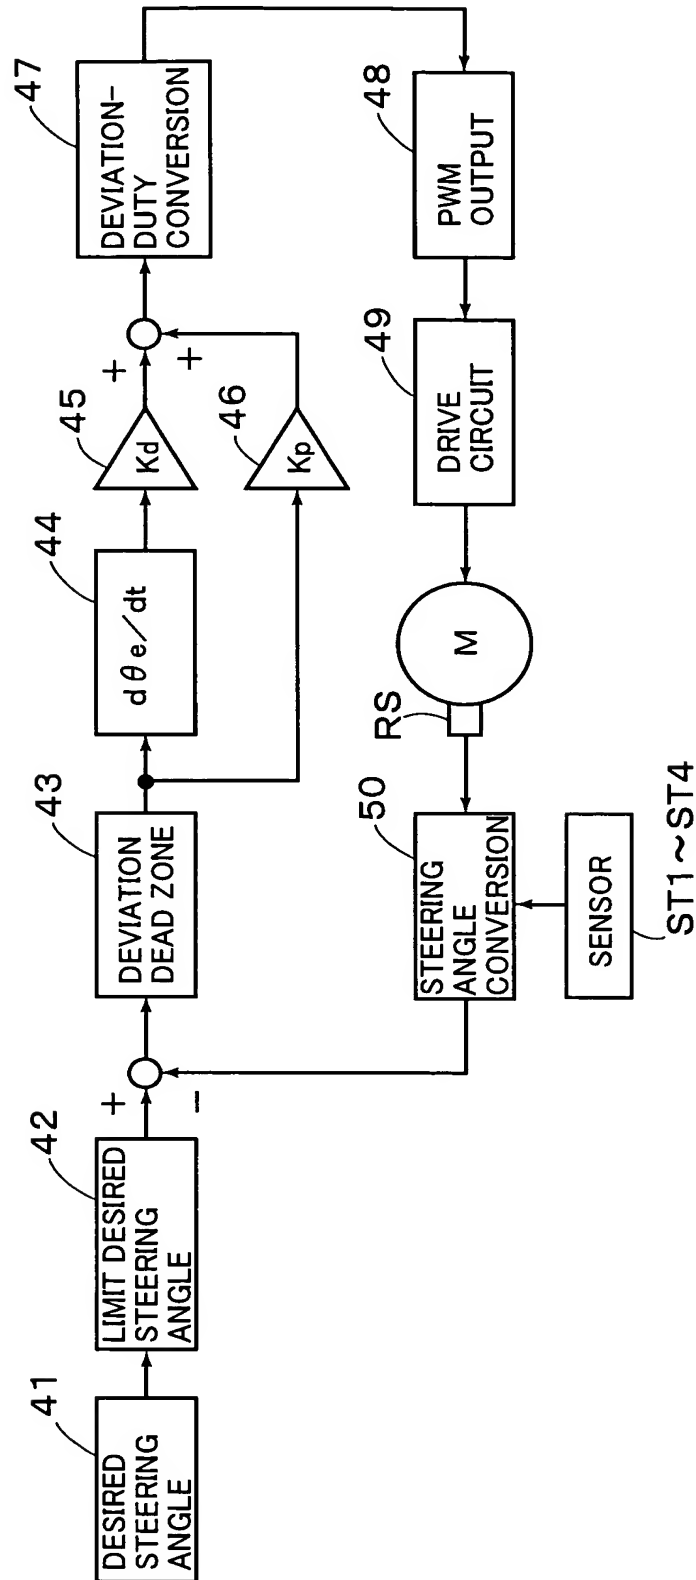 41
DESIRED
STEERING
ANGLE
42
LIMIT DESIRED
STEERING
ANGLE
+
-
43
DEVIATION
DEAD ZONE
44
dθe/dt
45
Kd
46
Kp
+
+
47
DEVIATION-
DUTY
CONVERSION
48
PWM
OUTPUT
49
DRIVE
CIRCUIT
M
RS
50
STEERING
ANGLE
CONVERSION
SENSOR
ST1~ST4